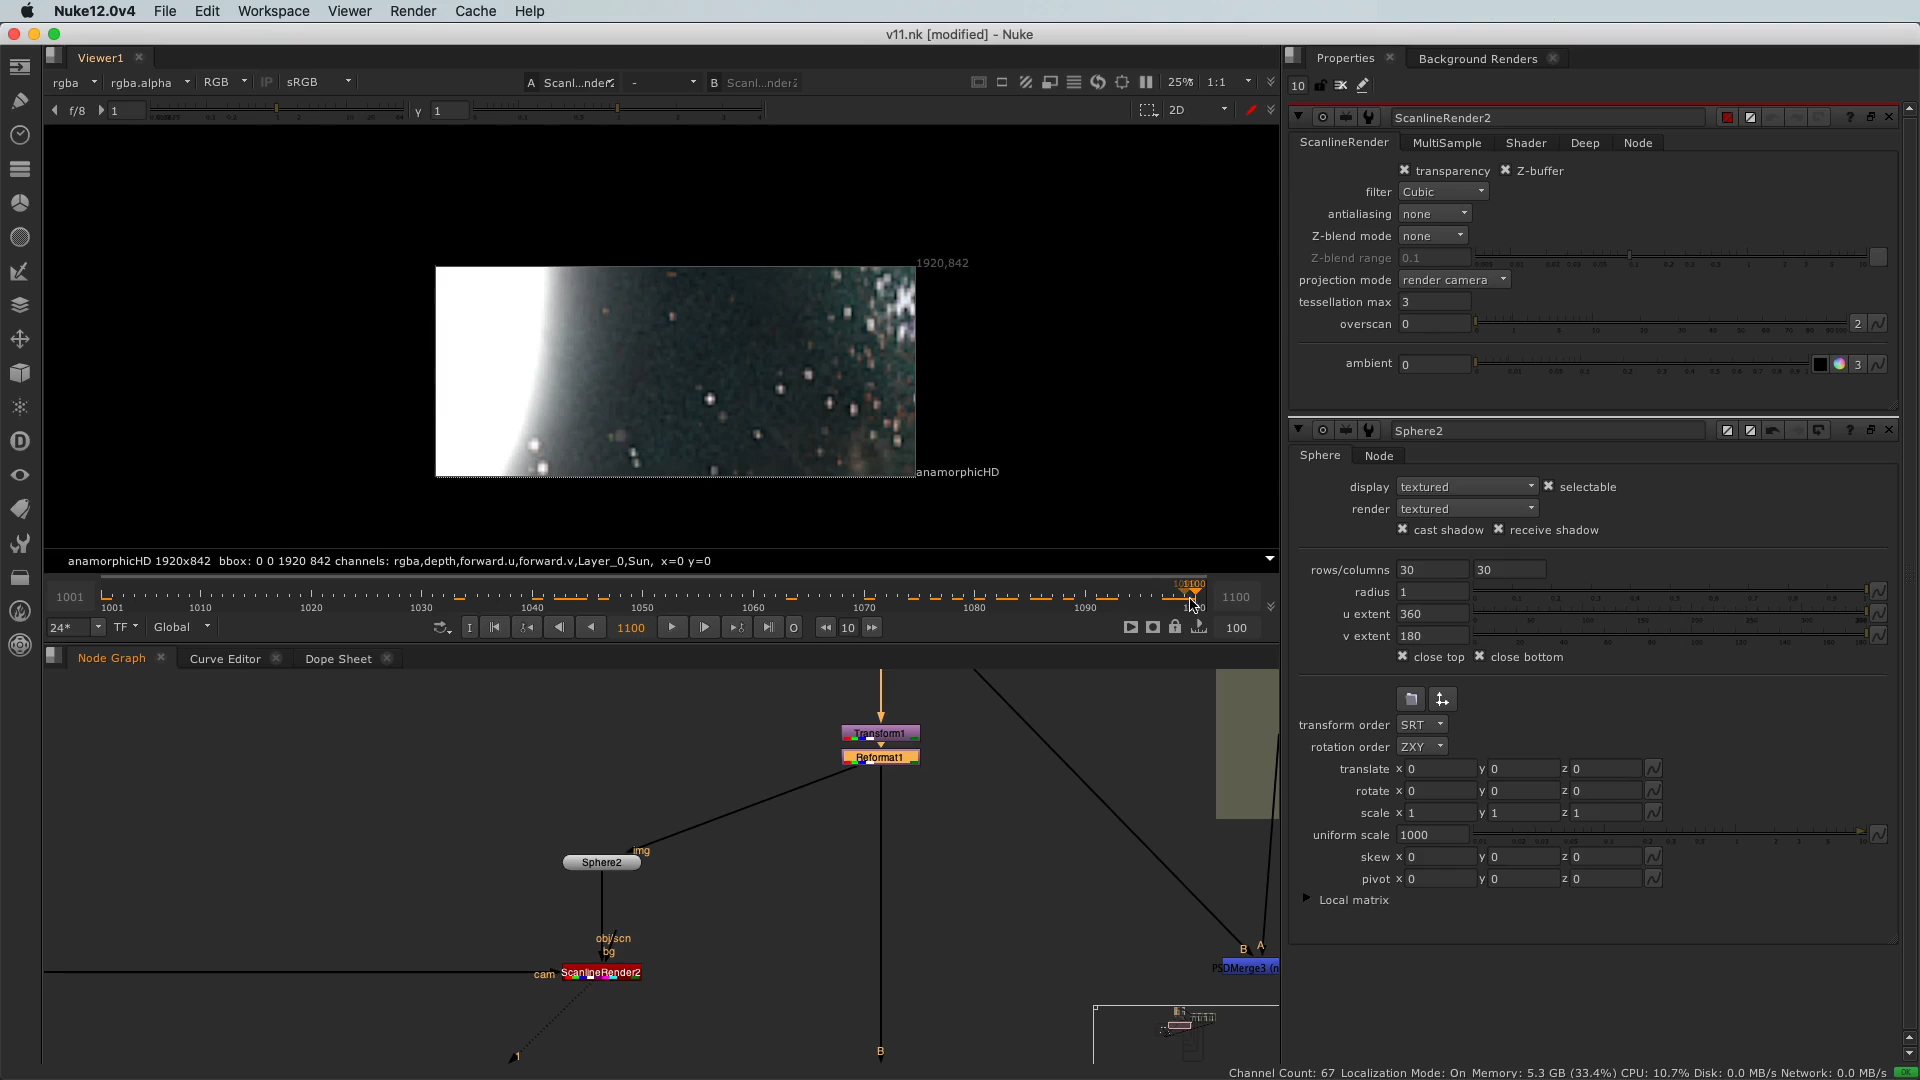 Nuke12.0v4 File Edit Workspace Viewer Render Cache Help
v11.nk [modified] - Nuke
Viewer1
rgba rgba.alpha RGB IP sRGB A Scanl...nder2 - B Scanl...nder2 25% 1:1
f/8 1 y 1 2D
1920,842
anamorphicHD
anamorphicHD 1920x842 bbox: 0 0 1920 842 channels: rgba,depth,forward.u,forward.v,Layer_0,Sun, x=0 y=0
1001 1100 1100
1001 1010 1020 1030 1040 1050 1060 1070 1080 1090
24* TF Global I 1100 O 10 100
Node Graph Curve Editor Dope Sheet
Transform1
Reformat1
img
Sphere2
obj/scn
bg
cam ScanlineRender2
1
B
B A
PSDMerge3 (n
Properties Background Renders
10
ScanlineRender2
ScanlineRender MultiSample Shader Deep Node
transparency Z-buffer
filter Cubic
antialiasing none
Z-blend mode none
Z-blend range 0.1
projection mode render camera
tessellation max 3
overscan 0 2
ambient 0 3
Sphere2
Sphere Node
display textured selectable
render textured
cast shadow receive shadow
rows/columns 30 30
radius 1
u extent 360
v extent 180
close top close bottom
transform order SRT
rotation order ZXY
translate x 0 y 0 z 0
rotate x 0 y 0 z 0
scale x 1 y 1 z 1
uniform scale 1000
skew x 0 y 0 z 0
pivot x 0 y 0 z 0
Local matrix
Channel Count: 67 Localization Mode: On Memory: 5.3 GB (33.4%) CPU: 10.7% Disk: 0.0 MB/s Network: 0.0 MB/s OK